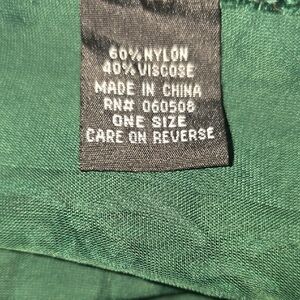 60% NYLON
40% VISCOSE
MADE IN CHINA
RN# 060508
ONE SIZE
CARE ON REVERSE